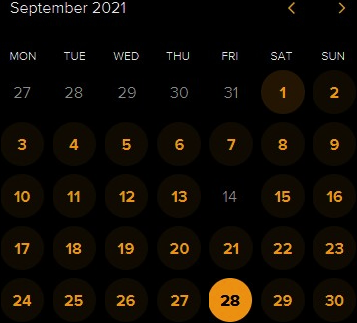 September 2021
MON TUE WED THU FRI SAT SUN
27 28 29 30 31 1 2
3 4 5 6 7 8 9
10 11 12 13 14 15 16
17 18 19 20 21 22 23
24 25 26 27 28 29 30